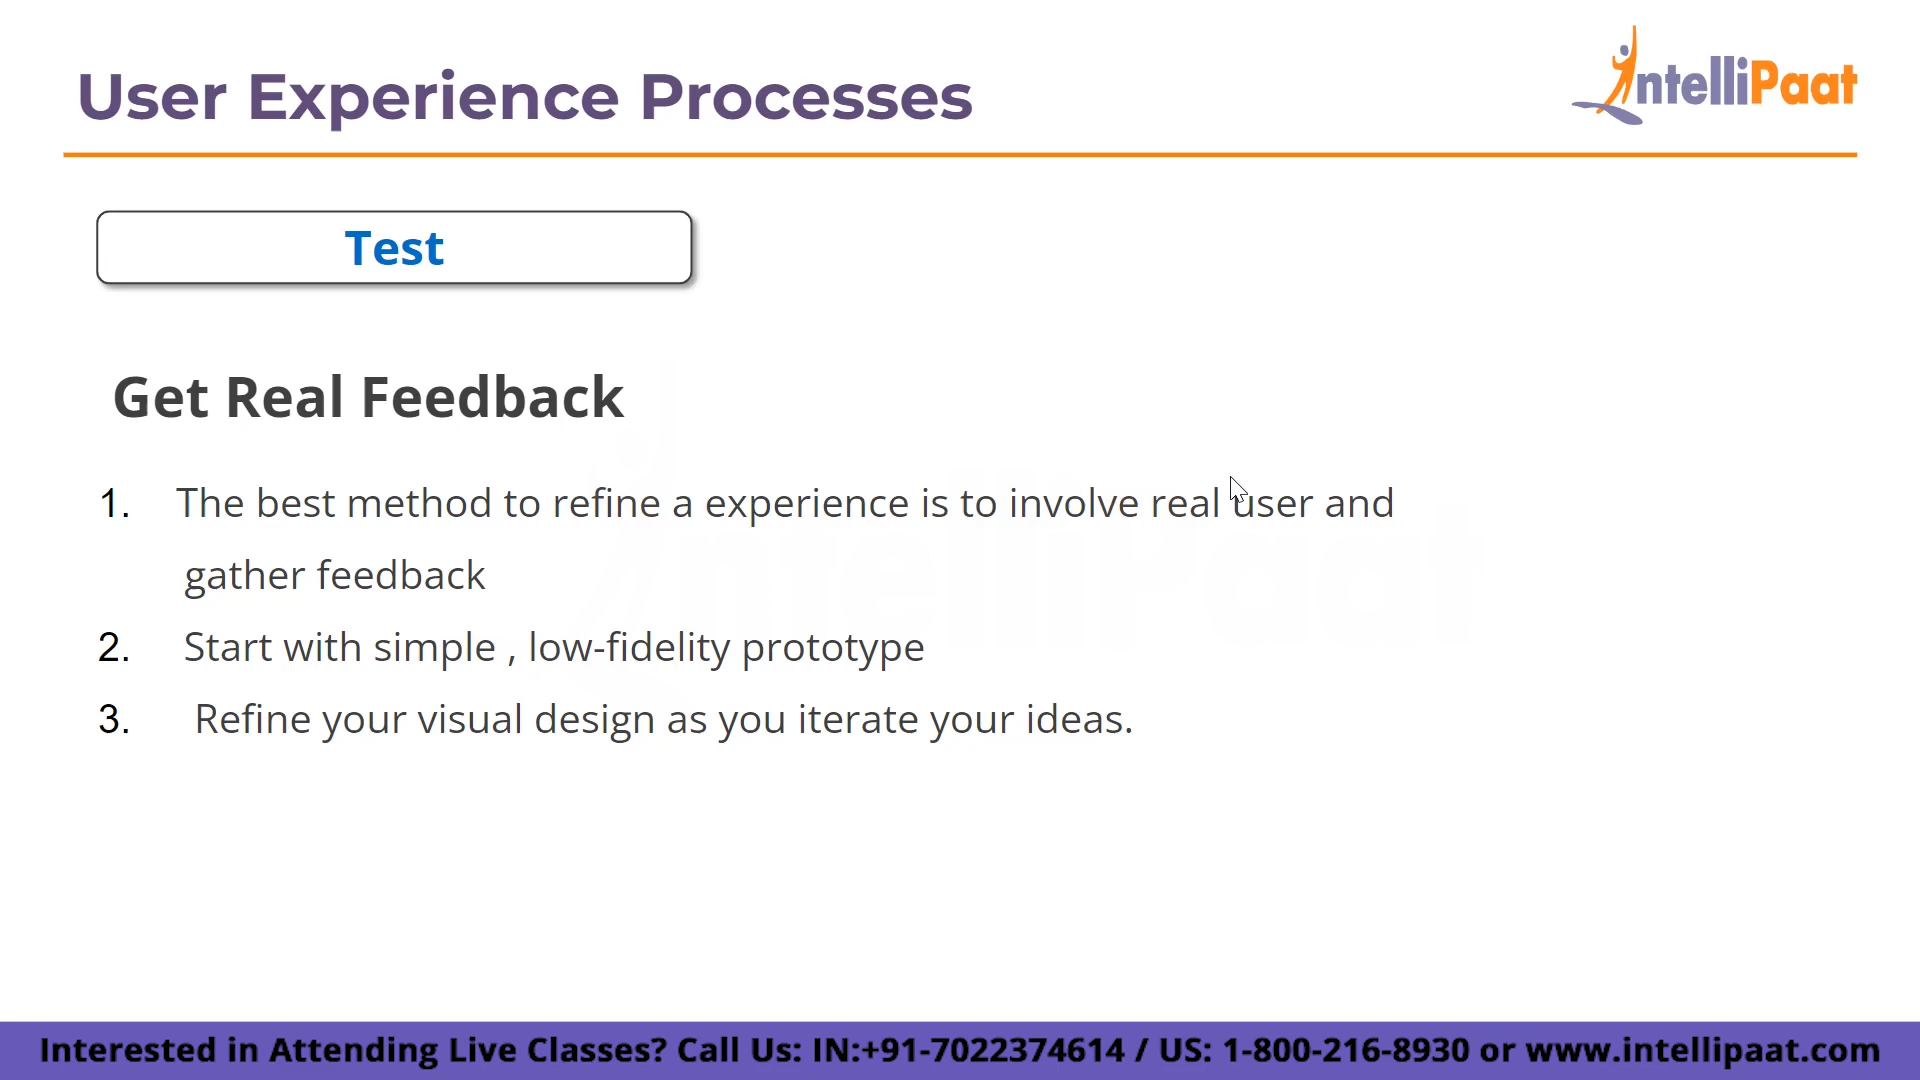 User Experience Processes
IntelliPaat
Test
Get Real Feedback
1. The best method to refine a experience is to involve real user and
gather feedback
2. Start with simple , low-fidelity prototype
3. Refine your visual design as you iterate your ideas.
Interested in Attending Live Classes? Call Us: IN:+91-7022374614 / US: 1-800-216-8930 or www.intellipaat.com